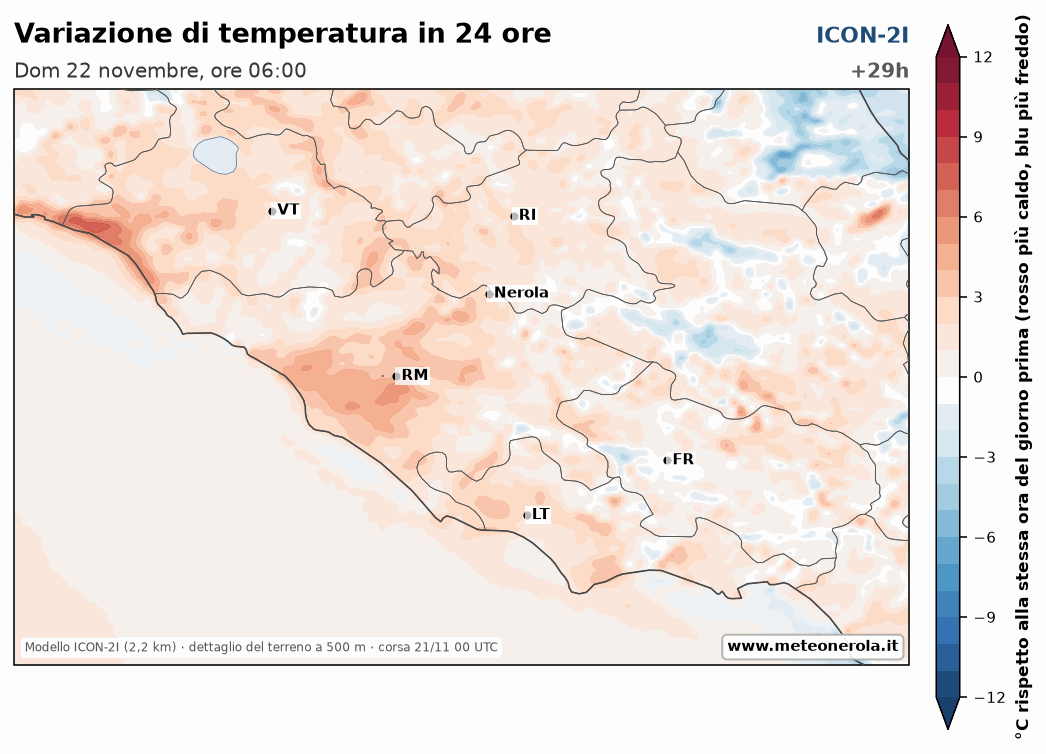 Variazione di temperatura in 24 ore
ICON-2I
Dom 22 novembre, ore 06:00
+29h
VT
RI
Nerola
RM
FR
LT
Modello ICON-2I (2,2 km) · dettaglio del terreno a 500 m · corsa 21/11 00 UTC
www.meteonerola.it
12
9
6
3
0
−3
−6
−9
−12
°C rispetto alla stessa ora del giorno prima (rosso più caldo, blu più freddo)